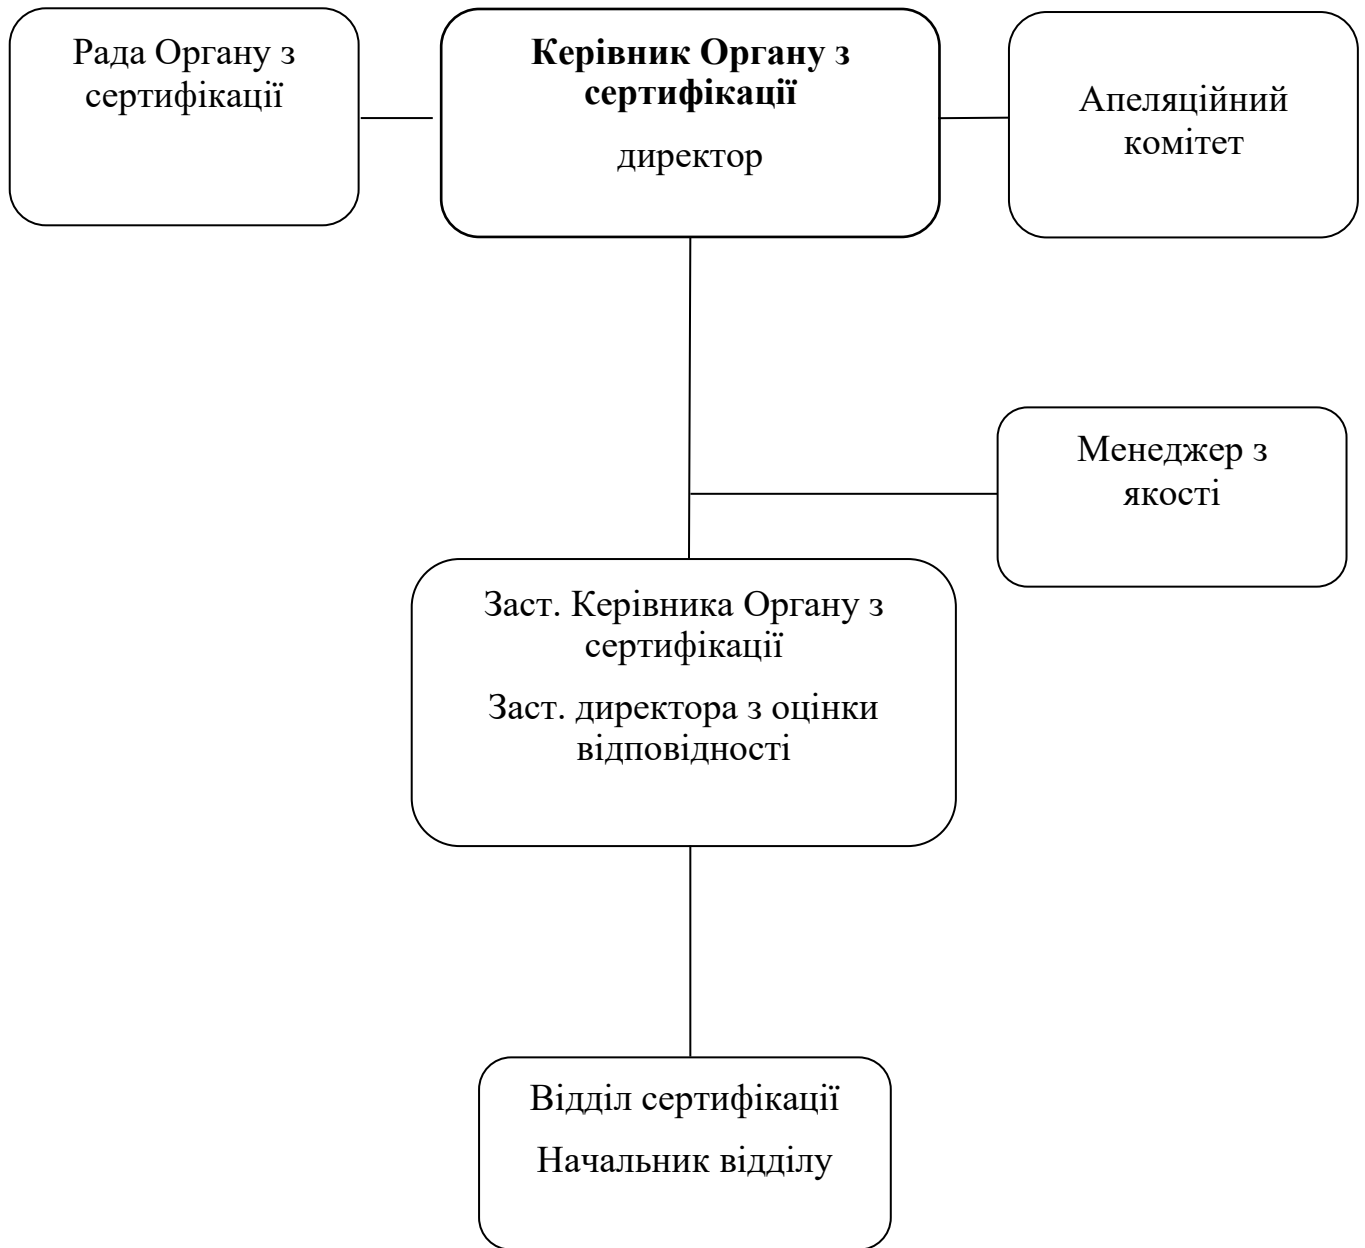 Рада Органу з
сертифікації
Керівник Органу з
сертифікації
директор
Апеляційний
комітет
Менеджер з
якості
Заст. Керівника Органу з
сертифікації
Заст. директора з оцінки
відповідності
Відділ сертифікації
Начальник відділу